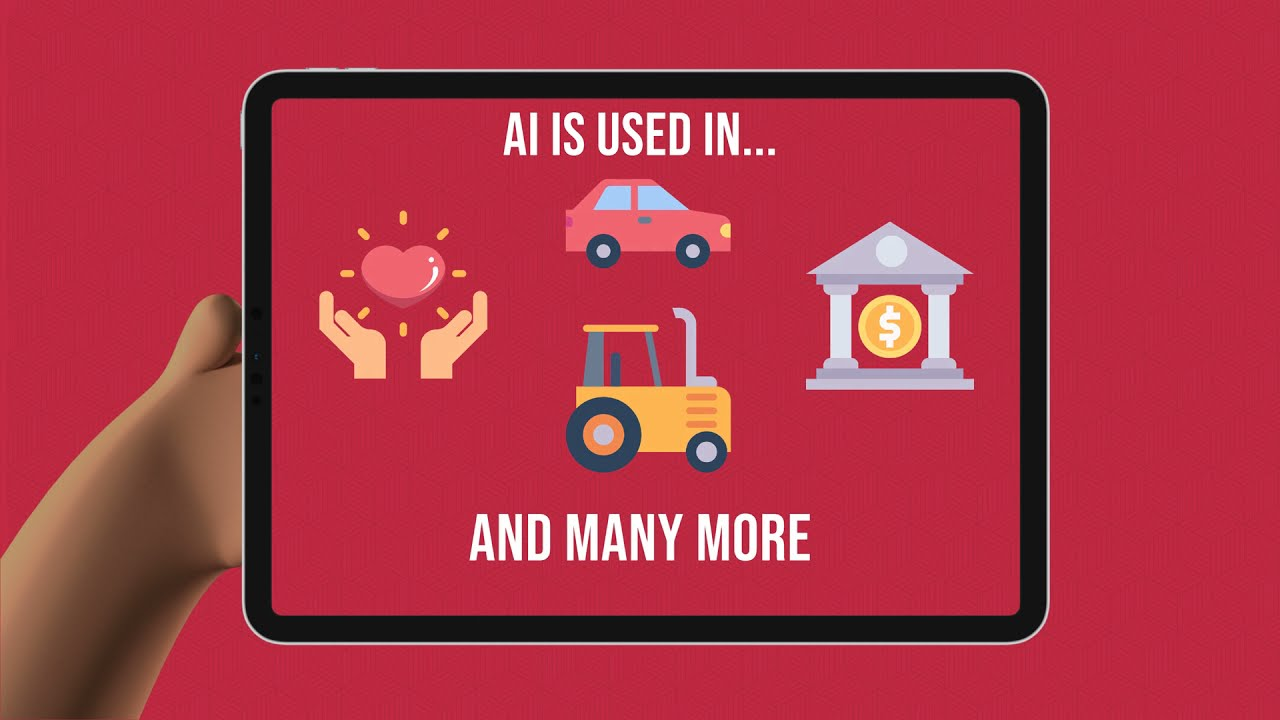 AI IS USED IN...
$
AND MANY MORE